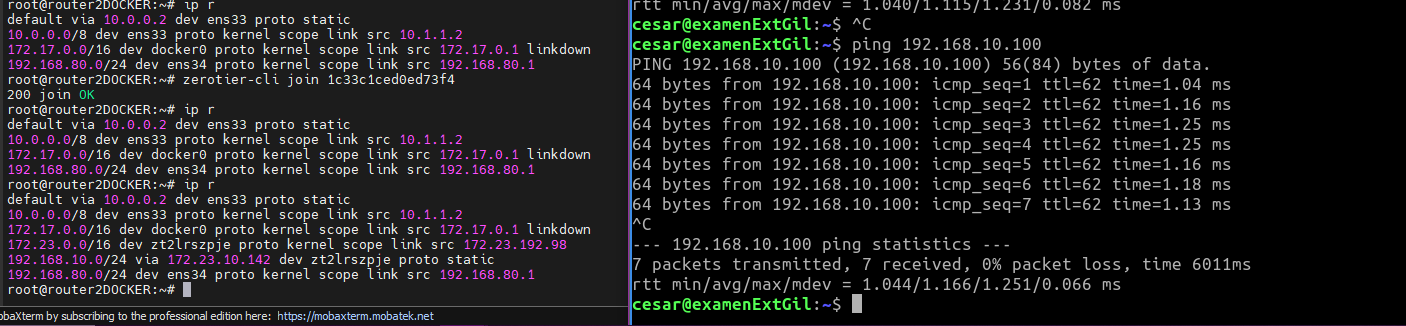 root@router2DOCKER:~# ip r
default via 10.0.0.2 dev ens33 proto static
10.0.0.0/8 dev ens33 proto kernel scope link src 10.1.1.2
172.17.0.0/16 dev docker0 proto kernel scope link src 172.17.0.1 linkdown
192.168.80.0/24 dev ens34 proto kernel scope link src 192.168.80.1
root@router2DOCKER:~# zerotier-cli join 1c33c1ced0ed73f4
200 join OK
root@router2DOCKER:~# ip r
default via 10.0.0.2 dev ens33 proto static
10.0.0.0/8 dev ens33 proto kernel scope link src 10.1.1.2
172.17.0.0/16 dev docker0 proto kernel scope link src 172.17.0.1 linkdown
192.168.80.0/24 dev ens34 proto kernel scope link src 192.168.80.1
root@router2DOCKER:~# ip r
default via 10.0.0.2 dev ens33 proto static
10.0.0.0/8 dev ens33 proto kernel scope link src 10.1.1.2
172.17.0.0/16 dev docker0 proto kernel scope link src 172.17.0.1 linkdown
172.23.0.0/16 dev zt2lrszpje proto kernel scope link src 172.23.192.98
192.168.10.0/24 via 172.23.10.142 dev zt2lrszpje proto static
192.168.80.0/24 dev ens34 proto kernel scope link src 192.168.80.1
root@router2DOCKER:~#
obaXterm by subscribing to the professional edition here: https://mobaxterm.mobatek.net
rtt min/avg/max/mdev = 1.040/1.115/1.231/0.082 ms
cesar@examenExtGil:~$ ^C
cesar@examenExtGil:~$ ping 192.168.10.100
PING 192.168.10.100 (192.168.10.100) 56(84) bytes of data.
64 bytes from 192.168.10.100: icmp_seq=1 ttl=62 time=1.04 ms
64 bytes from 192.168.10.100: icmp_seq=2 ttl=62 time=1.16 ms
64 bytes from 192.168.10.100: icmp_seq=3 ttl=62 time=1.25 ms
64 bytes from 192.168.10.100: icmp_seq=4 ttl=62 time=1.25 ms
64 bytes from 192.168.10.100: icmp_seq=5 ttl=62 time=1.16 ms
64 bytes from 192.168.10.100: icmp_seq=6 ttl=62 time=1.18 ms
64 bytes from 192.168.10.100: icmp_seq=7 ttl=62 time=1.13 ms
^C
--- 192.168.10.100 ping statistics ---
7 packets transmitted, 7 received, 0% packet loss, time 6011ms
rtt min/avg/max/mdev = 1.044/1.166/1.251/0.066 ms
cesar@examenExtGil:~$